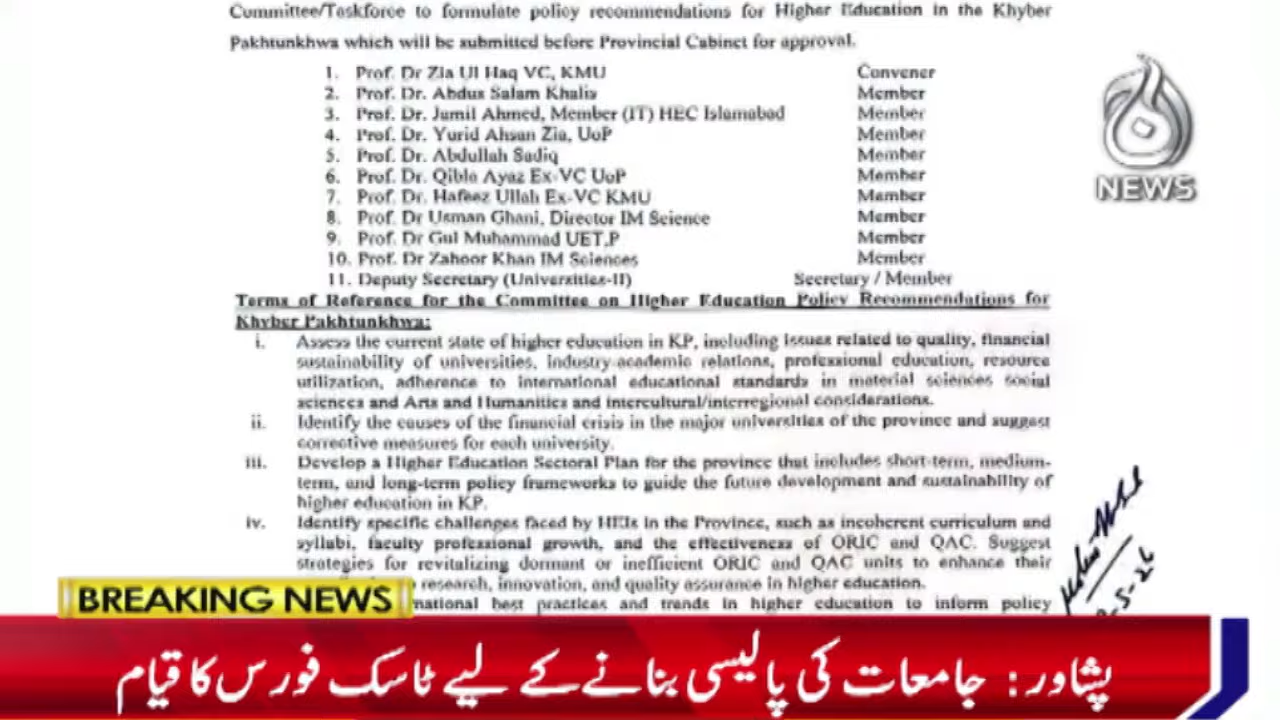 Committee/Taskforce to formulate policy recommendations for Higher Education in the Khyber
Pakhtunkhwa which will be submitted before Provincial Cabinet for approval.
1. Prof. Dr Zia Ul Haq VC, KMU Convener
2. Prof. Dr. Abdus Salam Khalis Member
3. Prof. Dr. Jamil Ahmed, Member (IT) HEC Islamabad Member
4. Prof. Dr. Yurid Ahsan Zia, UoP Member
5. Prof. Dr. Abdullah Sadiq Member
6. Prof. Dr. Qibla Ayaz Ex-VC UoP Member
7. Prof. Dr. Hafeez Ullah Ex-VC KMU Member
8. Prof. Dr Usman Ghani, Director IM Science Member
9. Prof. Dr Gul Muhammad UET,P Member
10. Prof. Dr Zahoor Khan IM Sciences Member
11. Deputy Secretary (Universities-II) Secretary / Member
Terms of Reference for the Committee on Higher Education Policy Recommendations for
Khyber Pakhtunkhwa:
i. Assess the current state of higher education in KP, including issues related to quality, financial
sustainability of universities, industry-academic relations, professional education, resource
utilization, adherence to international educational standards in material sciences social
sciences and Arts and Humanities and intercultural/interregional considerations.
ii. Identify the causes of the financial crisis in the major universities of the province and suggest
corrective measures for each university.
iii. Develop a Higher Education Sectoral Plan for the province that includes short-term, medium-
term, and long-term policy frameworks to guide the future development and sustainability of
higher education in KP.
iv. Identify specific challenges faced by HEIs in the Province, such as incoherent curriculum and
syllabi, faculty professional growth, and the effectiveness of ORIC and QAC. Suggest
strategies for revitalizing dormant or inefficient ORIC and QAC units to enhance their
research, innovation, and quality assurance in higher education.
national best practices and trends in higher education to inform policy
NEWS
BREAKING NEWS
پشاور: جامعات کی پالیسی بنانے کے لیے ٹاسک فورس کا قیام